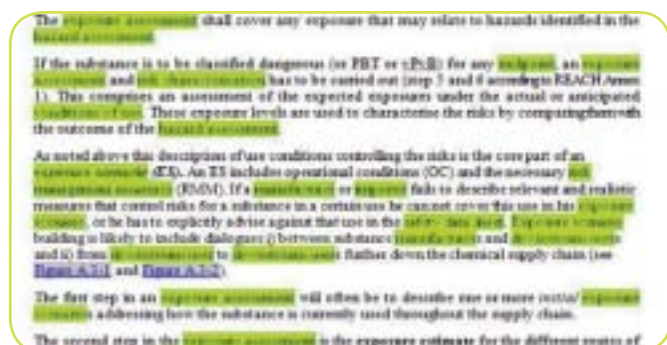 The exposure assessment shall cover any exposure that may relate to hazards identified in the
hazard assessment.
If the substance is to be classified dangerous (or PBT or vPvB) for any endpoint, an exposure
assessment and risk characterisation has to be carried out (step 5 and 6 according to REACH Annex
1). This comprises an assessment of the expected exposures under the actual or anticipated
conditions of use. These exposure levels are used to characterise the risks by comparing them with
the outcome of the hazard assessment.
As noted above this description of use conditions controlling the risks is the core part of an
exposure scenario (ES). An ES includes operational conditions (OC) and the necessary risk
management measures (RMM). If a manufacturer or importer fails to describe relevant and realistic
measures that control risks for a substance in a certain use he cannot cover this use in his exposure
scenario, or he has to explicitly advise against that use in the safety data sheet. Exposure scenario
building is likely to include dialogues i) between substance manufacturers and downstream users
and ii) from downstream users to downstream users further down the chemical supply chain (see
Figure A.3-1 and Figure A.3-2).
The first step in an exposure assessment will often be to describe one or more initial exposure
scenarios addressing how the substance is currently used throughout the supply chain.
The second step in the exposure assessment is the exposure estimate for the different routes of